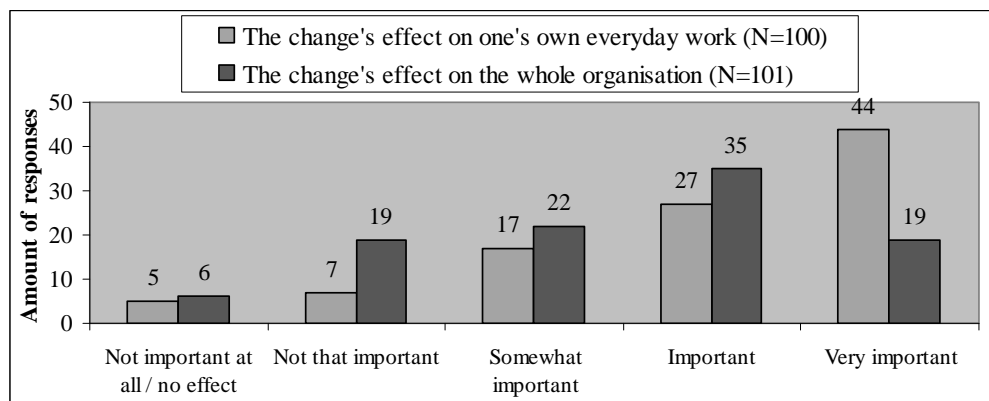 The change's effect on one's own everyday work (N=100)
The change's effect on the whole organisation (N=101)
Amount of responses
50
40
30
20
10
0
5
6
7
19
17
22
27
35
44
19
Not important at
all / no effect
Not that important
Somewhat
important
Important
Very important